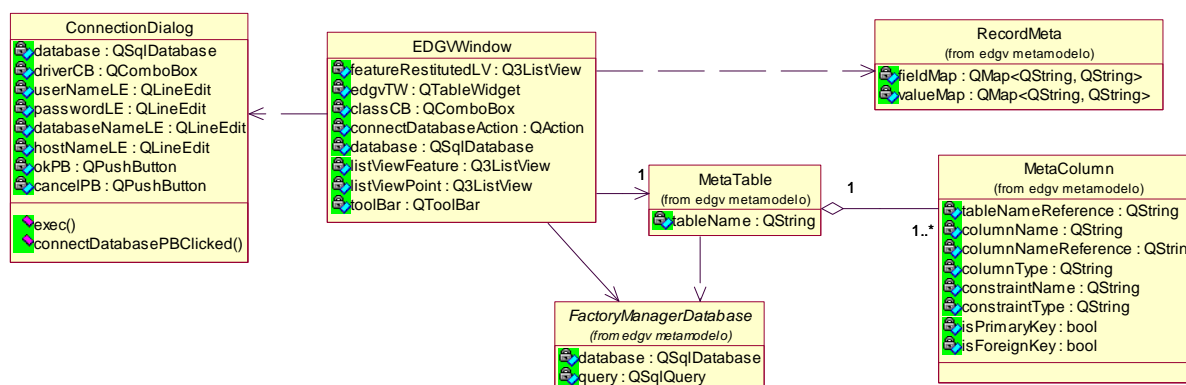 ConnectionDialog
database : QSqlDatabase
driverCB : QComboBox
userNameLE : QLineEdit
passwordLE : QLineEdit
databaseNameLE : QLineEdit
hostNameLE : QLineEdit
okPB : QPushButton
cancelPB : QPushButton
exec()
connectDatabasePBClicked()
EDGVWindow
featureRestitutedLV : Q3ListView
edgvTW : QTableWidget
classCB : QComboBox
connectDatabaseAction : QAction
database : QSqlDatabase
listViewFeature : Q3ListView
listViewPoint : Q3ListView
toolBar : QToolBar
RecordMeta
(from edgv metamodelo)
fieldMap : QMap<QString, QString>
valueMap : QMap<QString, QString>
1
MetaTable
(from edgv metamodelo)
tableName : QString
1
1..*
MetaColumn
(from edgv metamodelo)
tableNameReference : QString
columnName : QString
columnNameReference : QStrin
columnType : QString
constraintName : QString
constraintType : QString
isPrimaryKey : bool
isForeignKey : bool
FactoryManagerDatabase
(from edgv metamodelo)
database : QSqlDatabase
query : QSqlQuery